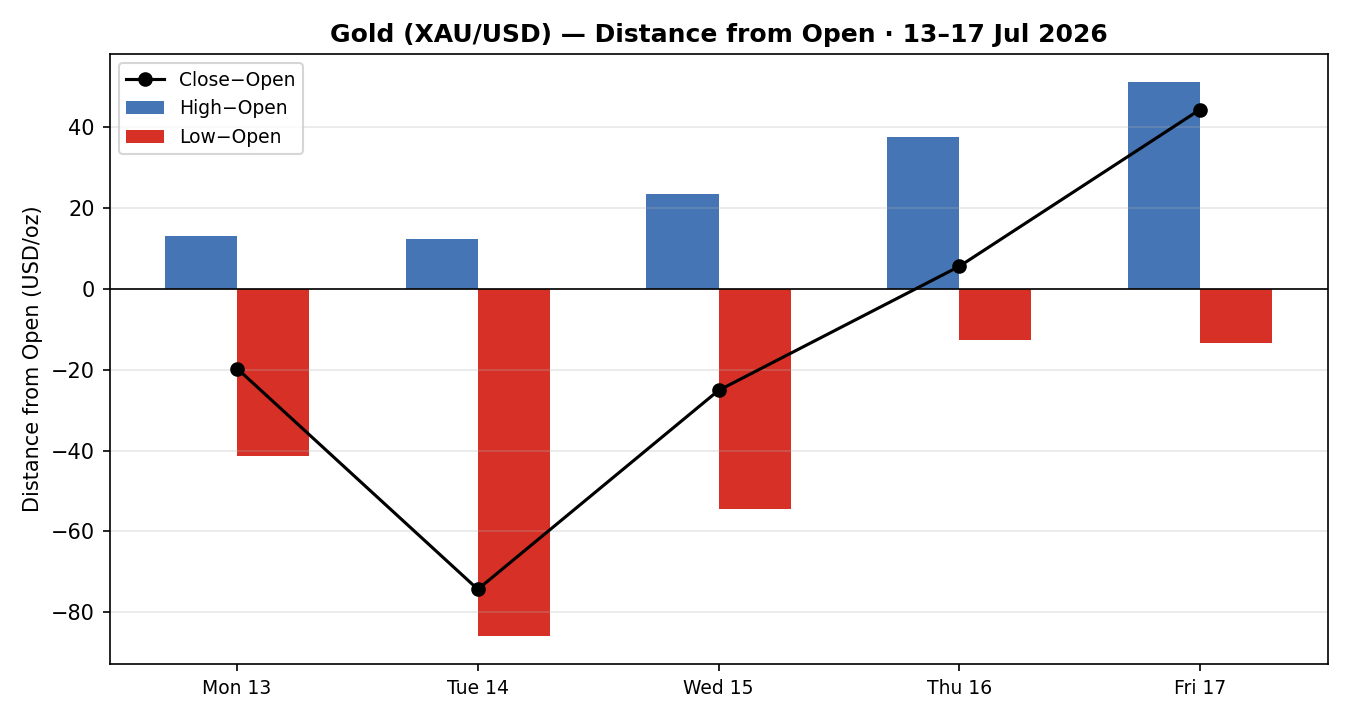 Gold (XAU/USD) — Distance from Open · 13–17 Jul 2026
Close−Open
High−Open
Low−Open
Distance from Open (USD/oz)
40
20
0
−20
−40
−60
−80
Mon 13
Tue 14
Wed 15
Thu 16
Fri 17